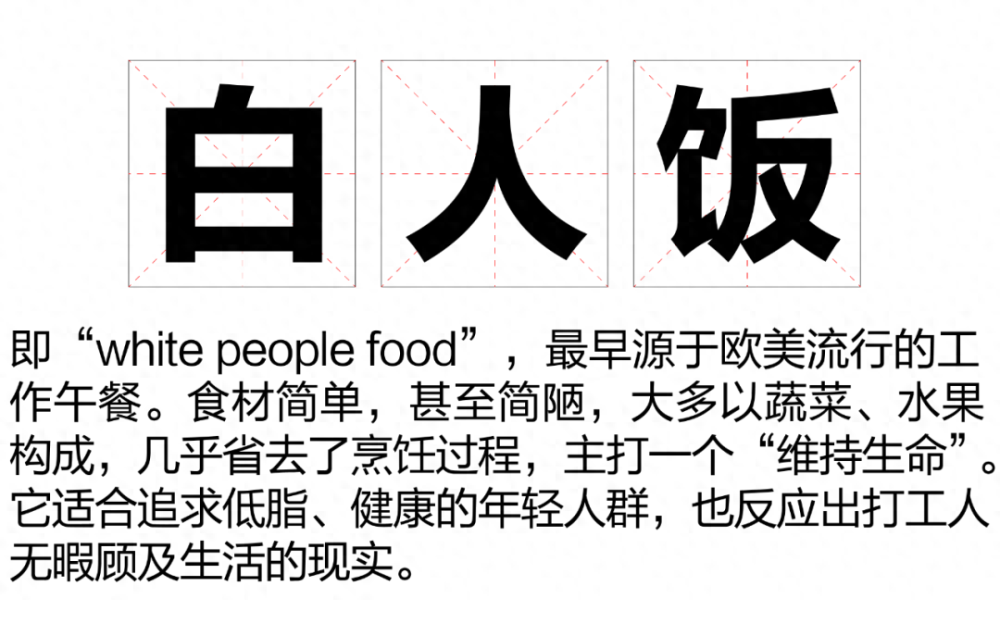 白人饭
即“white people food”，最早源于欧美流行的工
作午餐。食材简单，甚至简陋，大多以蔬菜、水果
构成，几乎省去了烹饪过程，主打一个“维持生命”。
它适合追求低脂、健康的年轻人群，也反应出打工人
无暇顾及生活的现实。